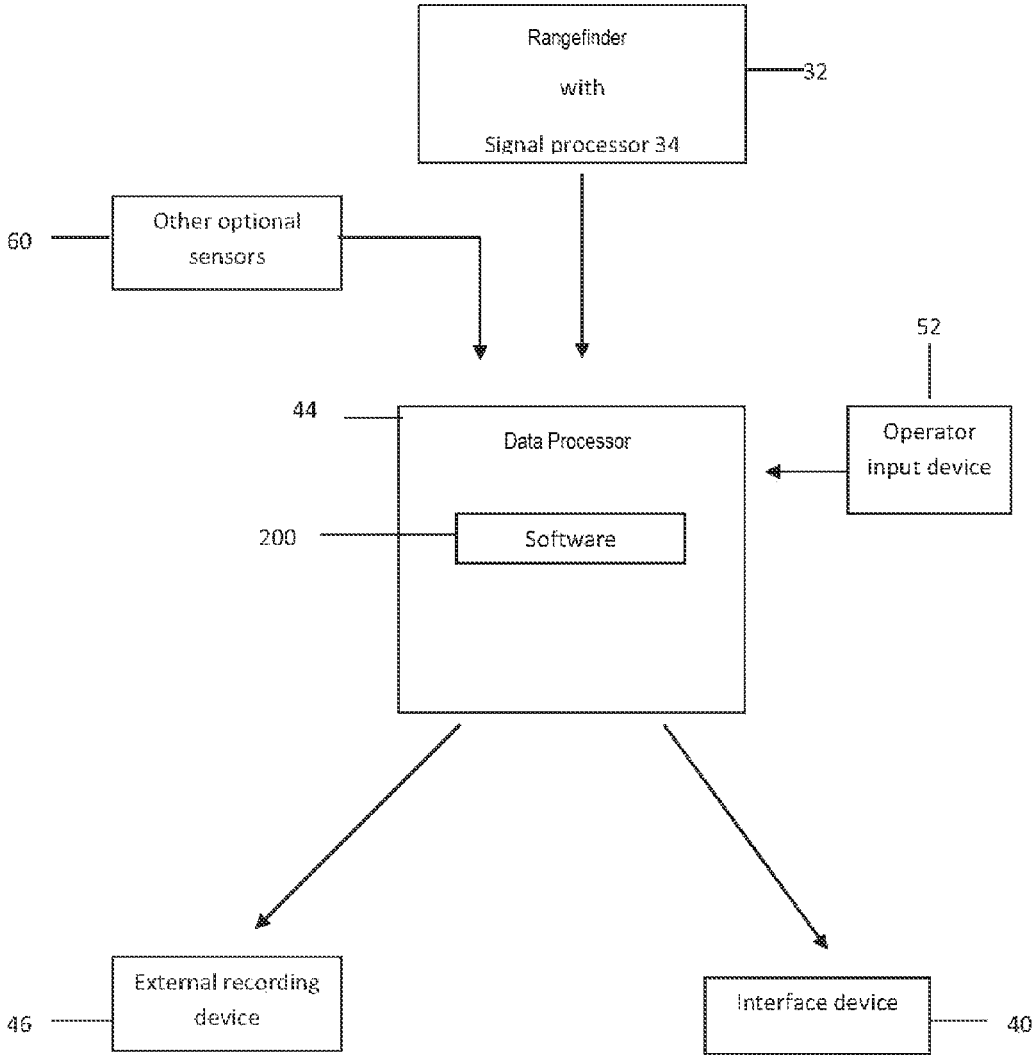 Rangefinder
with
Signal processor 34
32
Other optional
sensors
60
52
44
Data Processor
Operator
input device
200
Software
External recording
device
46
Interface device
40